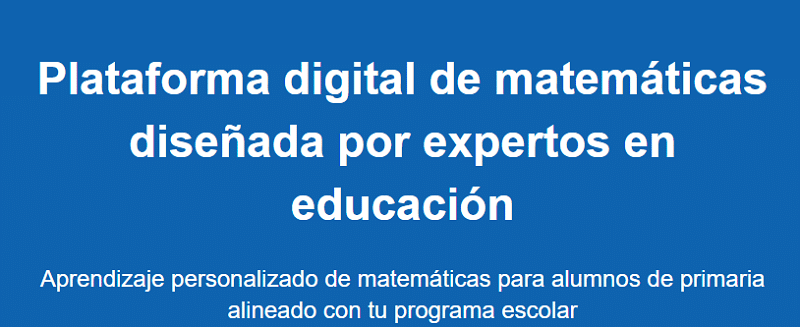 Plataforma digital de matemáticas
diseñada por expertos en
educación
Aprendizaje personalizado de matemáticas para alumnos de primaria
alineado con tu programa escolar